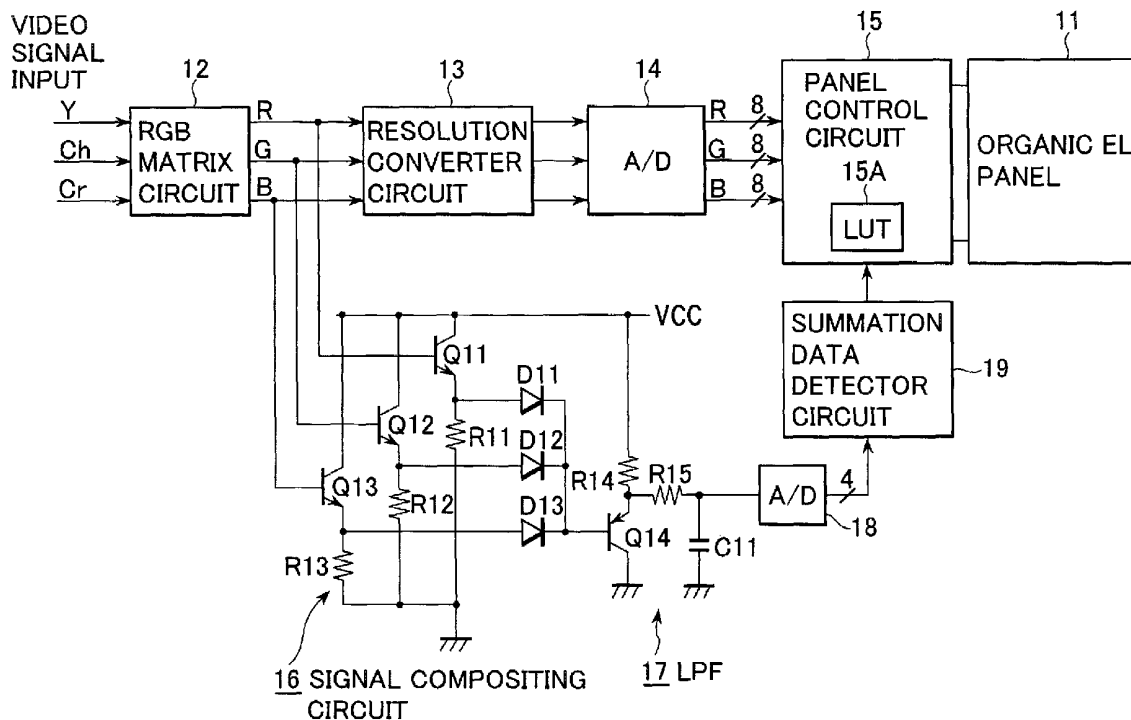 VIDEO
SIGNAL
INPUT
Y
Ch
Cr
12
RGB
MATRIX
CIRCUIT
R
G
B
13
RESOLUTION
CONVERTER
CIRCUIT
14
A/D
R 8
G 8
B 8
15
PANEL
CONTROL
CIRCUIT
15A
LUT
11
ORGANIC EL
PANEL
VCC
Q11
Q12
Q13
R11
R12
R13
D11
D12
D13
R14
R15
Q14
C11
A/D
18
4
SUMMATION
DATA
DETECTOR
CIRCUIT
19
16 SIGNAL COMPOSITING
CIRCUIT
17 LPF